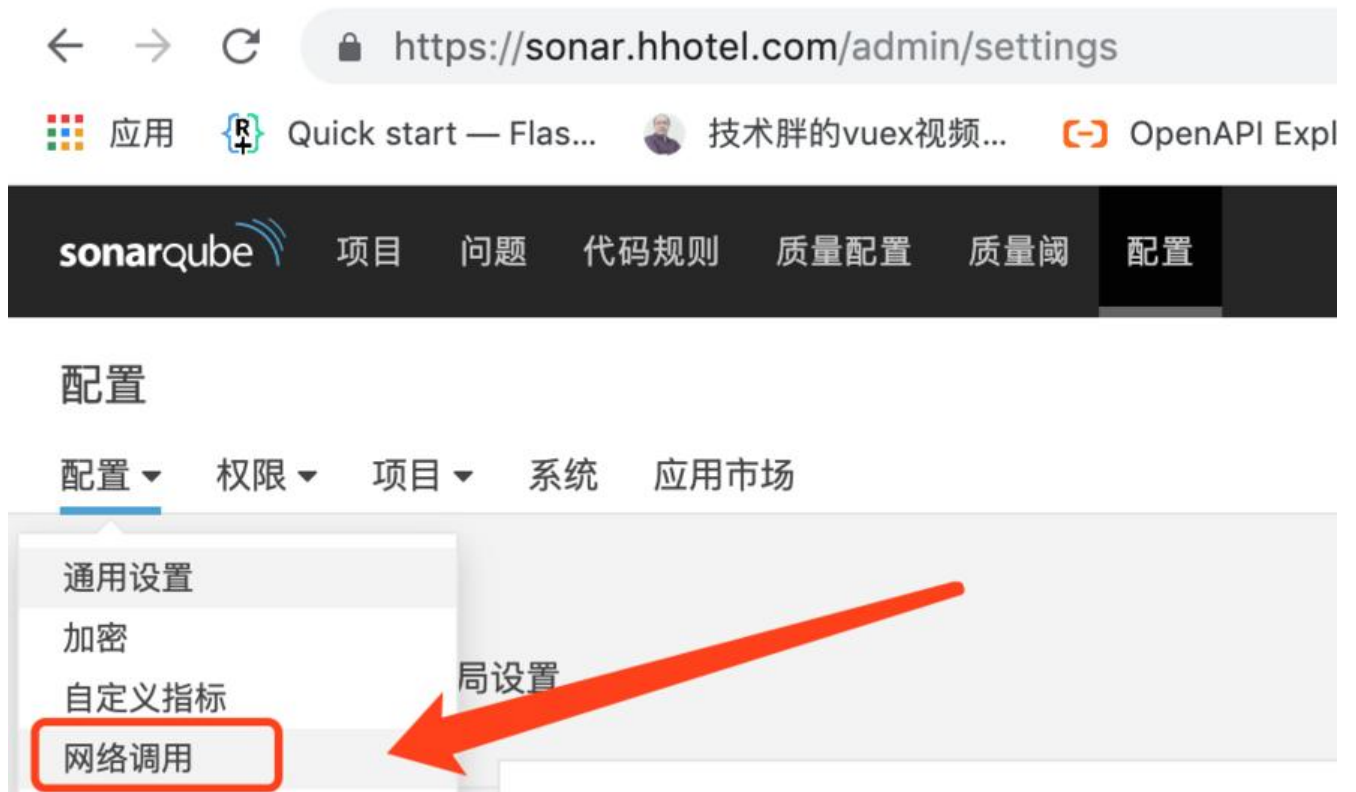 https://sonar.hhotel.com/admin/settings
应用 Quick start — Flas... 技术胖的vuex视频... OpenAPI Expl
sonarqube 项目 问题 代码规则 质量配置 质量阈 配置
配置
配置 权限 项目 系统 应用市场
通用设置
加密
局设置
自定义指标
网络调用